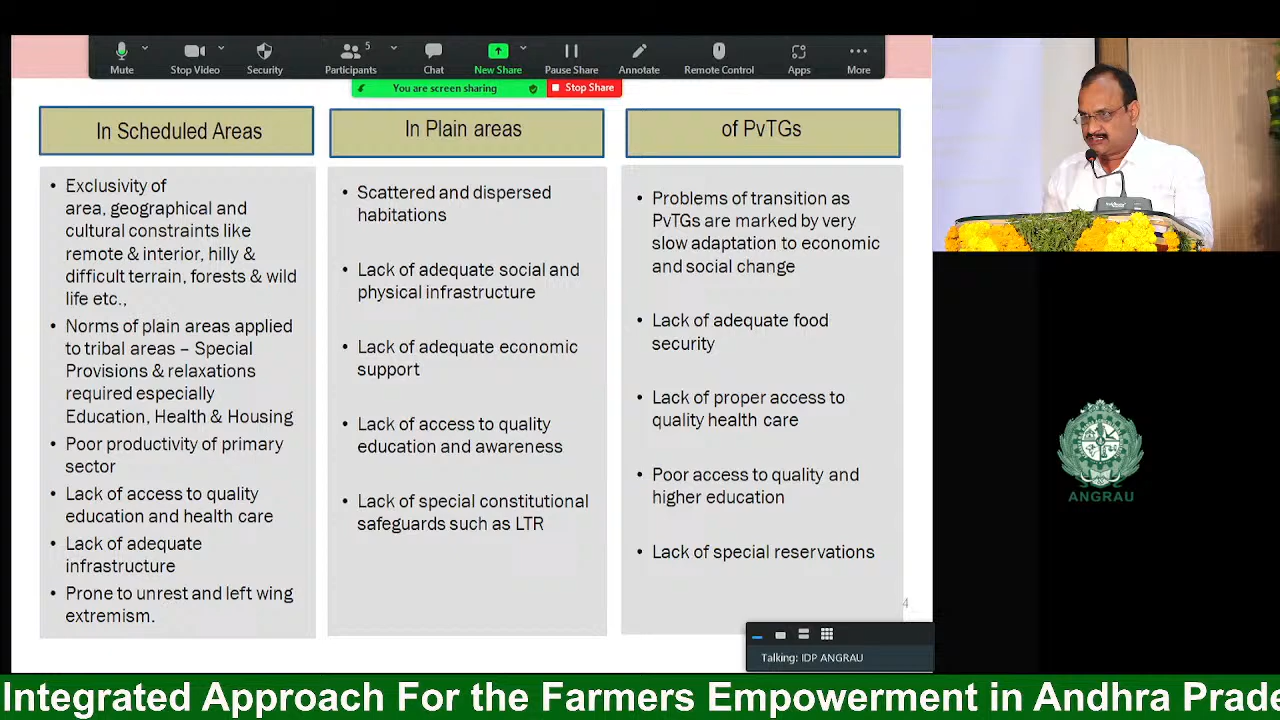 5
Mute
Stop Video
Security
Participants
Chat
New Share
Pause Share
Annotate
Remote Control
Apps
More
You are screen sharing
Stop Share
In Scheduled Areas
• Exclusivity of
area, geographical and
cultural constraints like
remote & interior, hilly &
difficult terrain, forests & wild
life etc.,
• Norms of plain areas applied
to tribal areas – Special
Provisions & relaxations
required especially
Education, Health & Housing
• Poor productivity of primary
sector
• Lack of access to quality
education and health care
• Lack of adequate
infrastructure
• Prone to unrest and left wing
extremism.
In Plain areas
• Scattered and dispersed
habitations
• Lack of adequate social and
physical infrastructure
• Lack of adequate economic
support
• Lack of access to quality
education and awareness
• Lack of special constitutional
safeguards such as LTR
of PvTGs
• Problems of transition as
PvTGs are marked by very
slow adaptation to economic
and social change
• Lack of adequate food
security
• Lack of proper access to
quality health care
• Poor access to quality and
higher education
• Lack of special reservations
4
Talking: IDP ANGRAU
ANGRAU
Integrated Approach For the Farmers Empowerment in Andhra Prade